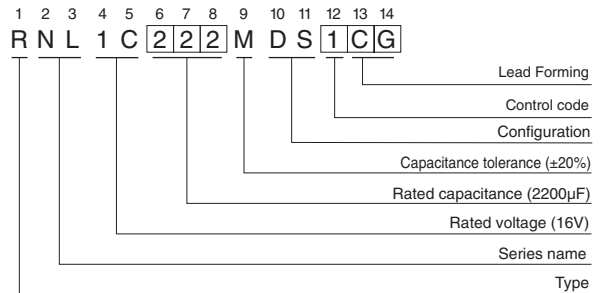 1 2 3 4 5 6 7 8 9 10 11 12 13 14
R N L 1 C 2 2 2 M D S 1 C G
Lead Forming
Control code
Configuration
Capacitance tolerance (±20%)
Rated capacitance (2200µF)
Rated voltage (16V)
Series name
Type